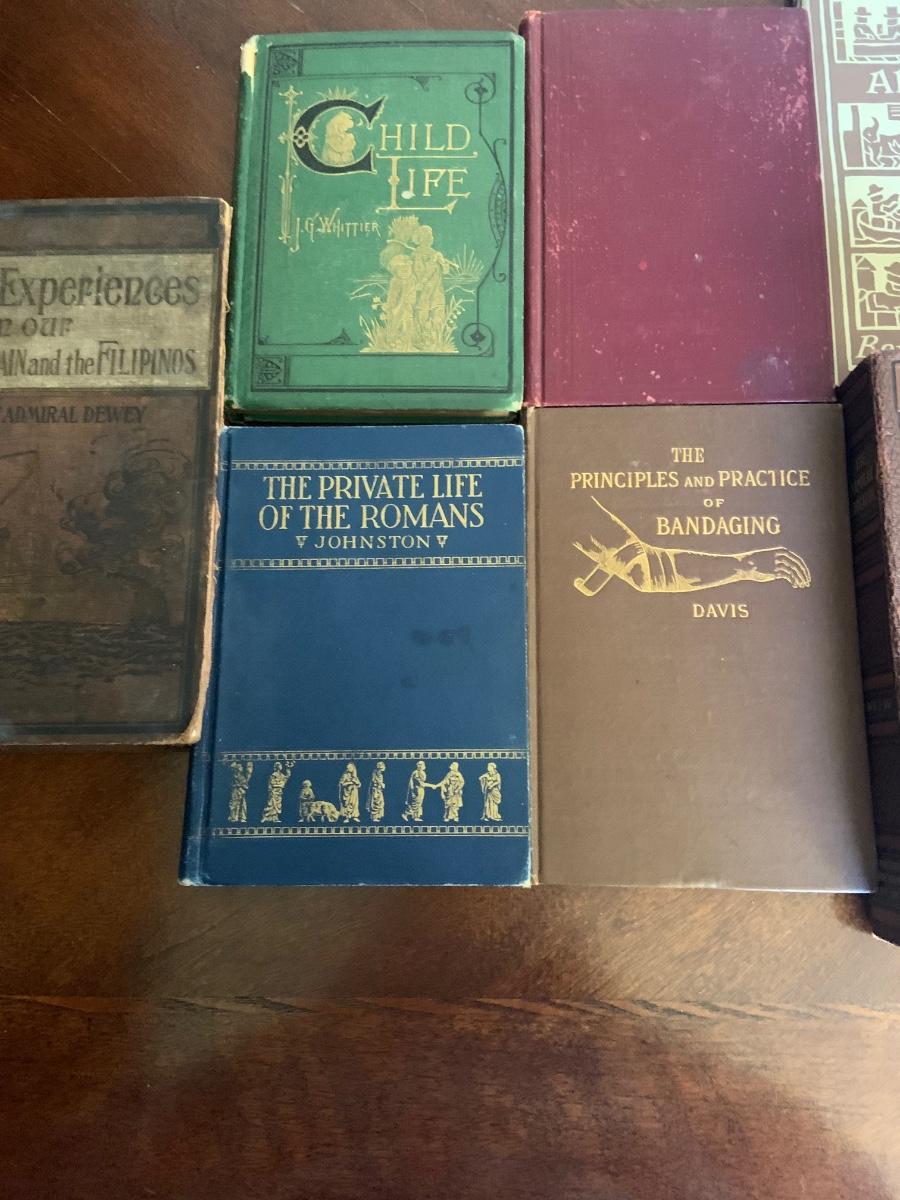 Experiences
n our
AIN and the FILIPINOS
ADMIRAL DEWEY
CHILD
LIFE
J. G. WHITTIER
THE PRIVATE LIFE
OF THE ROMANS
JOHNSTON
THE
PRINCIPLES AND PRACTICE
OF
BANDAGING
DAVIS